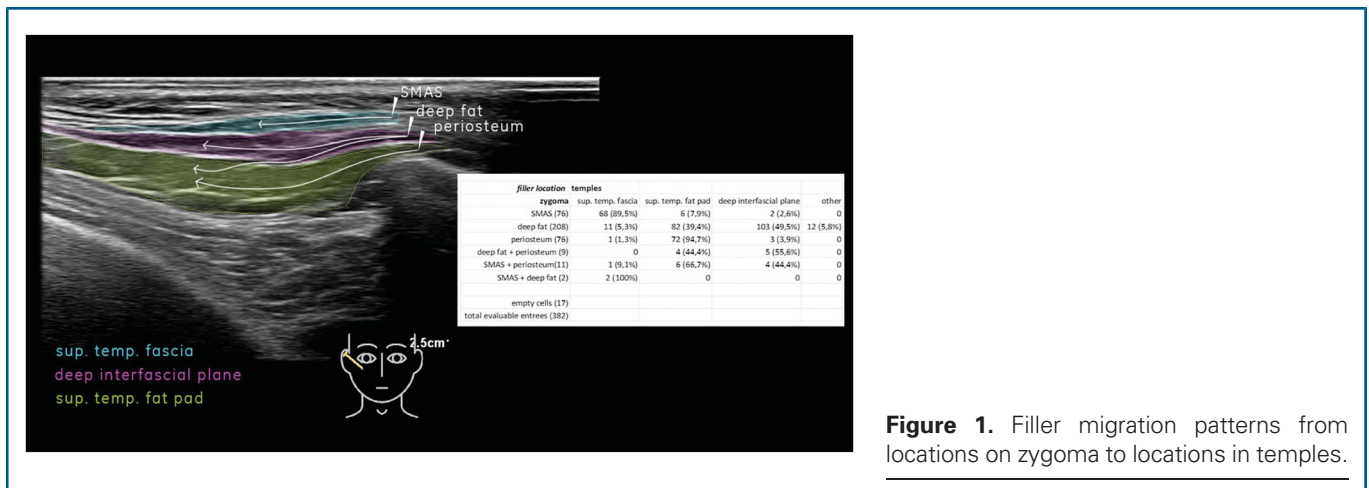 SMAS
deep fat
periosteum
filler location temples
zygoma sup. temp. fascia sup. temp. fat pad deep interfascial plane other
SMAS (76) 68 (89,5%) 6 (7,9%) 2 (2,6%) 0
deep fat (208) 11 (5,3%) 82 (39,4%) 103 (49,5%) 12 (5,8%)
periosteum (76) 1 (1,3%) 72 (94,7%) 3 (3,9%) 0
deep fat + periosteum (9) 0 4 (44,4%) 5 (55,6%) 0
SMAS + periosteum(11) 1 (9,1%) 6 (66,7%) 4 (44,4%) 0
SMAS + deep fat (2) 2 (100%) 0 0 0
empty cells (17)
total evaluable entrees (382)
sup. temp. fascia
deep interfascial plane
sup. temp. fat pad
2.5cm
Figure 1. Filler migration patterns from
locations on zygoma to locations in temples.